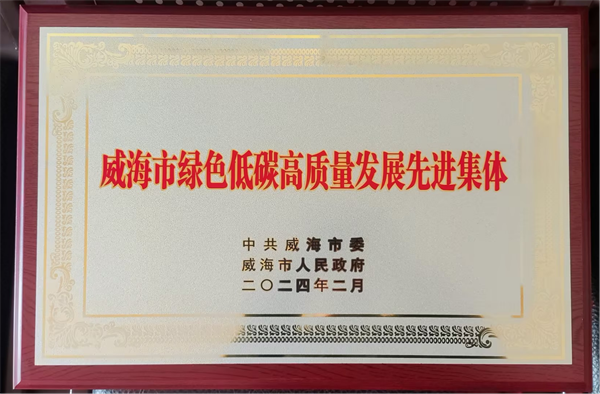 威海市绿色低碳高质量发展先进集体
中共威海市委
威海市人民政府
二〇二四年二月